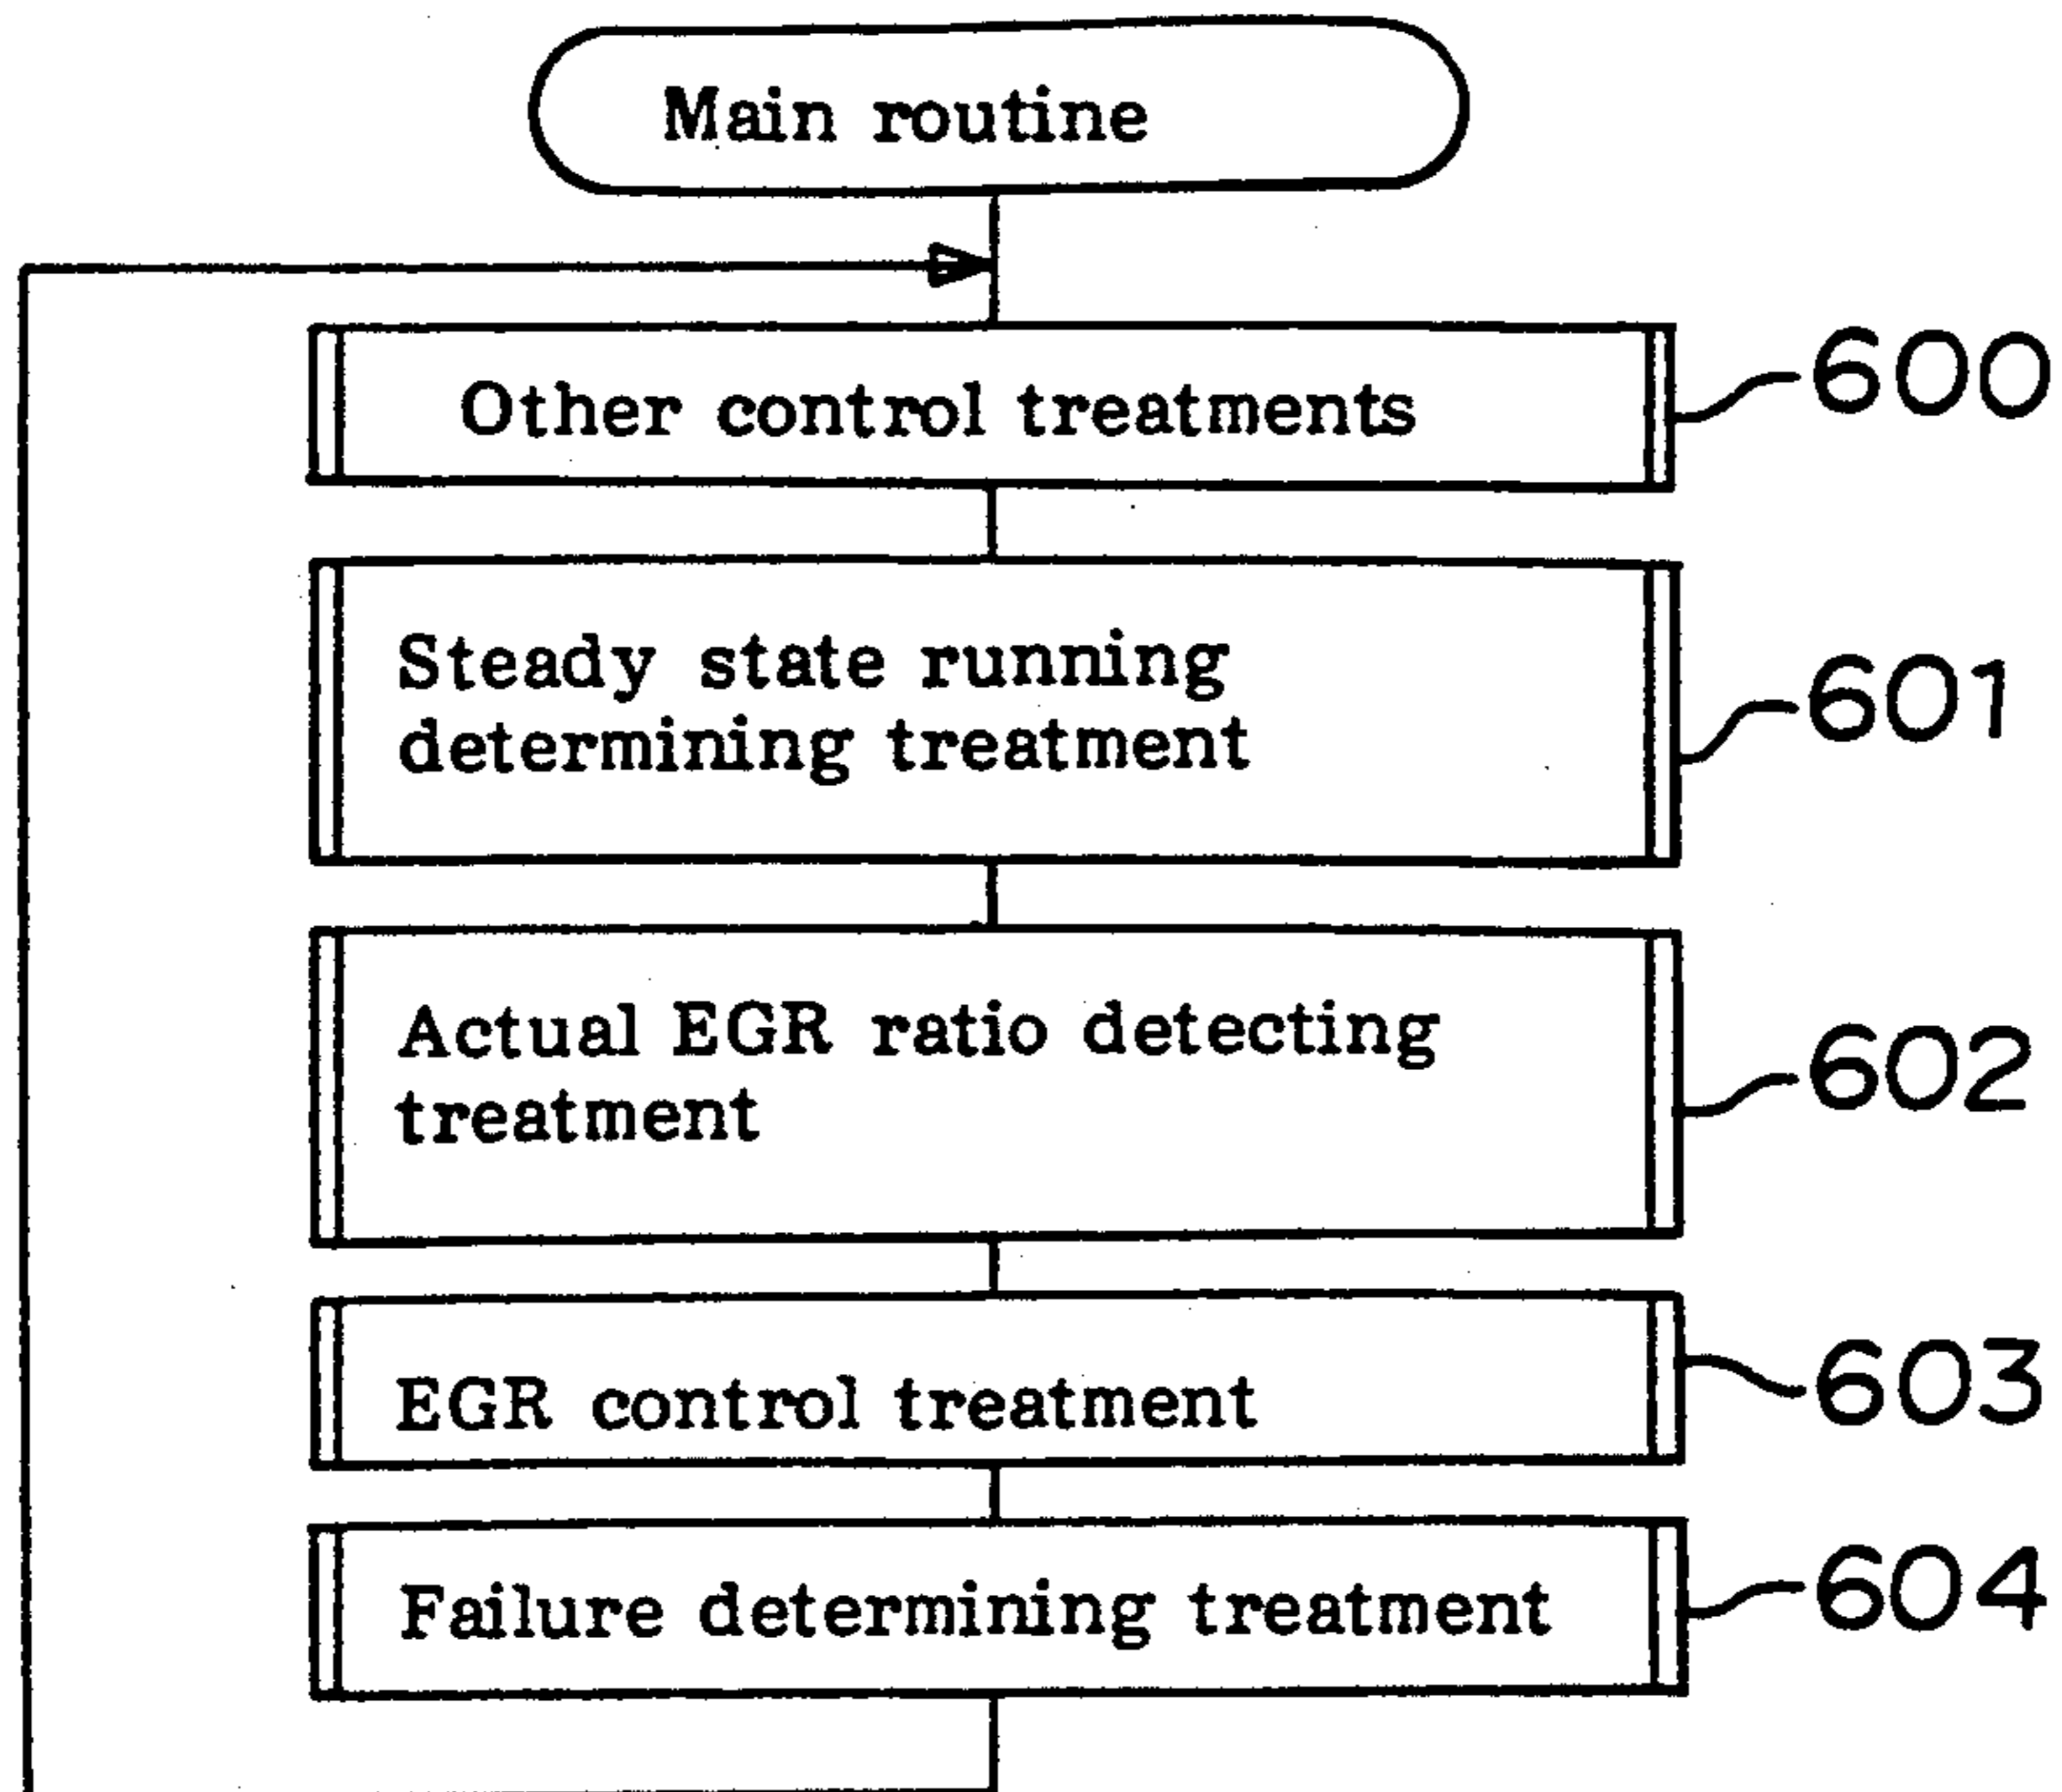 Main routine
Other control treatments
600
Steady state running
determining treatment
601
Actual EGR ratio detecting
treatment
602
EGR control treatment
603
Failure determining treatment
604